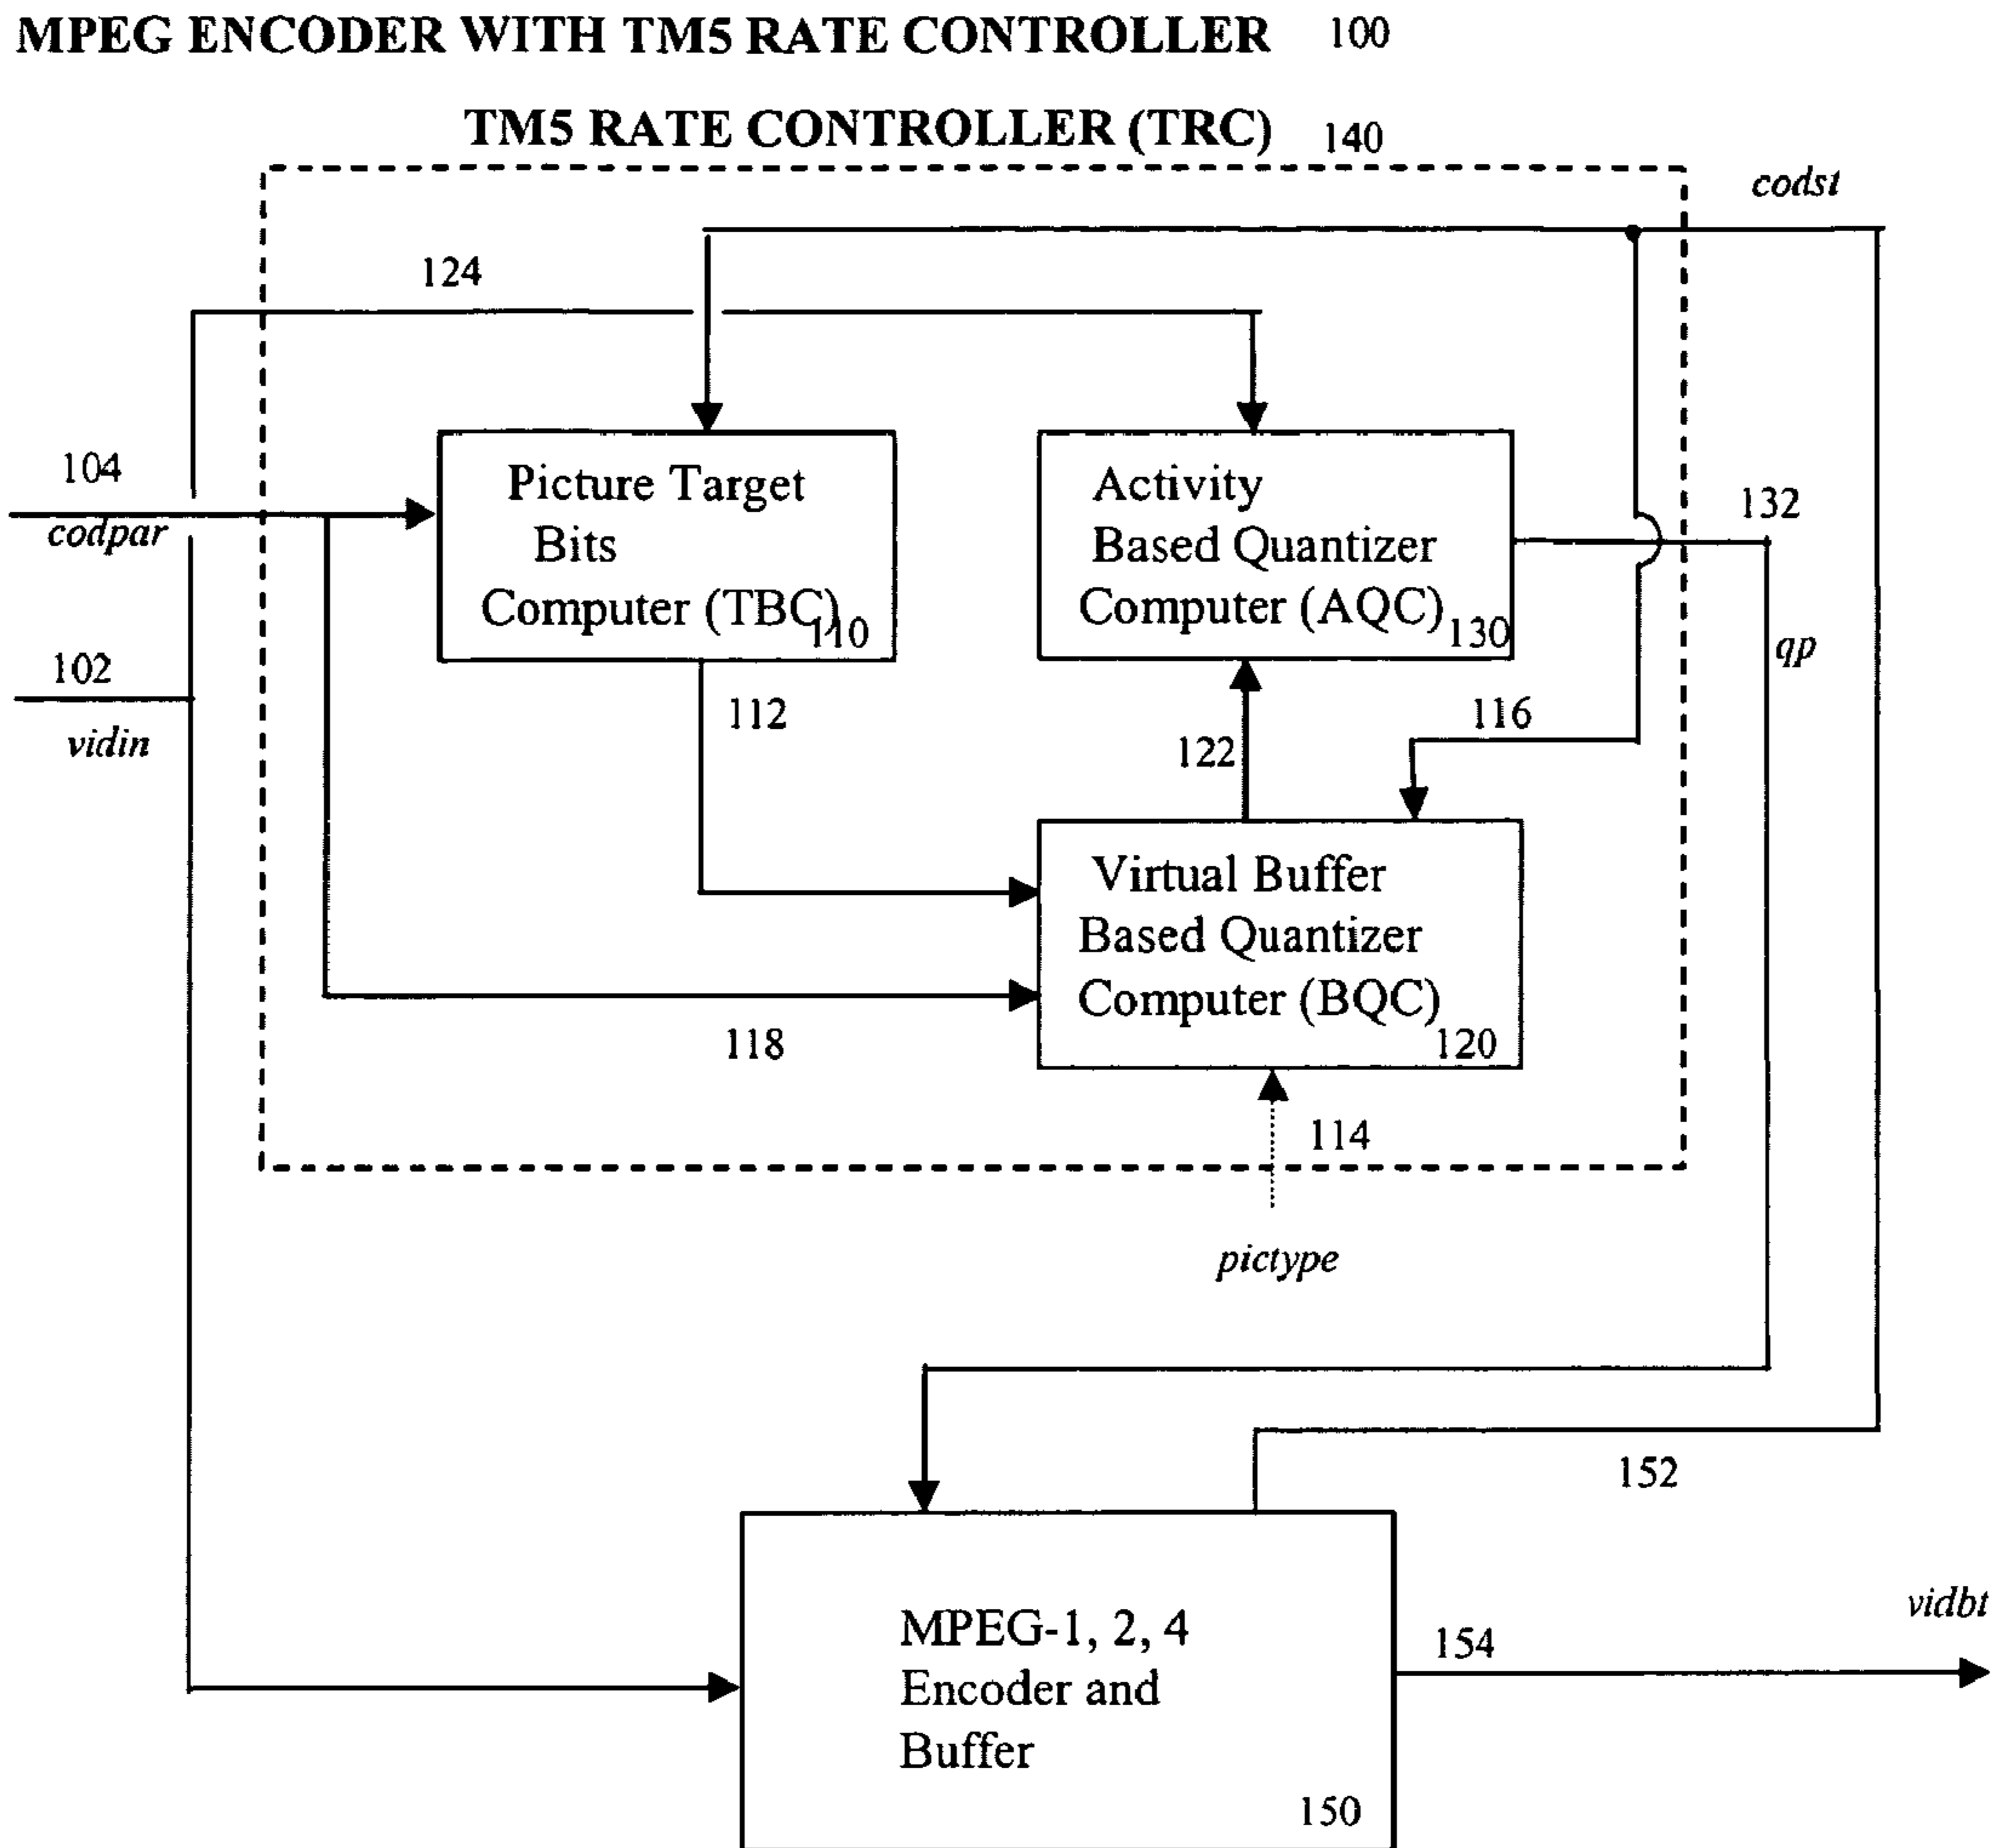 MPEG ENCODER WITH TM5 RATE CONTROLLER 100
TM5 RATE CONTROLLER (TRC) 140
codst
124
104
codpar
Picture Target
Bits
Computer (TBC) 110
Activity
Based Quantizer
Computer (AQC) 130
132
qp
102
vidin
112
116
122
Virtual Buffer
Based Quantizer
Computer (BQC)
120
118
114
pictype
152
vidbt
154
MPEG-1, 2, 4
Encoder and
Buffer
150